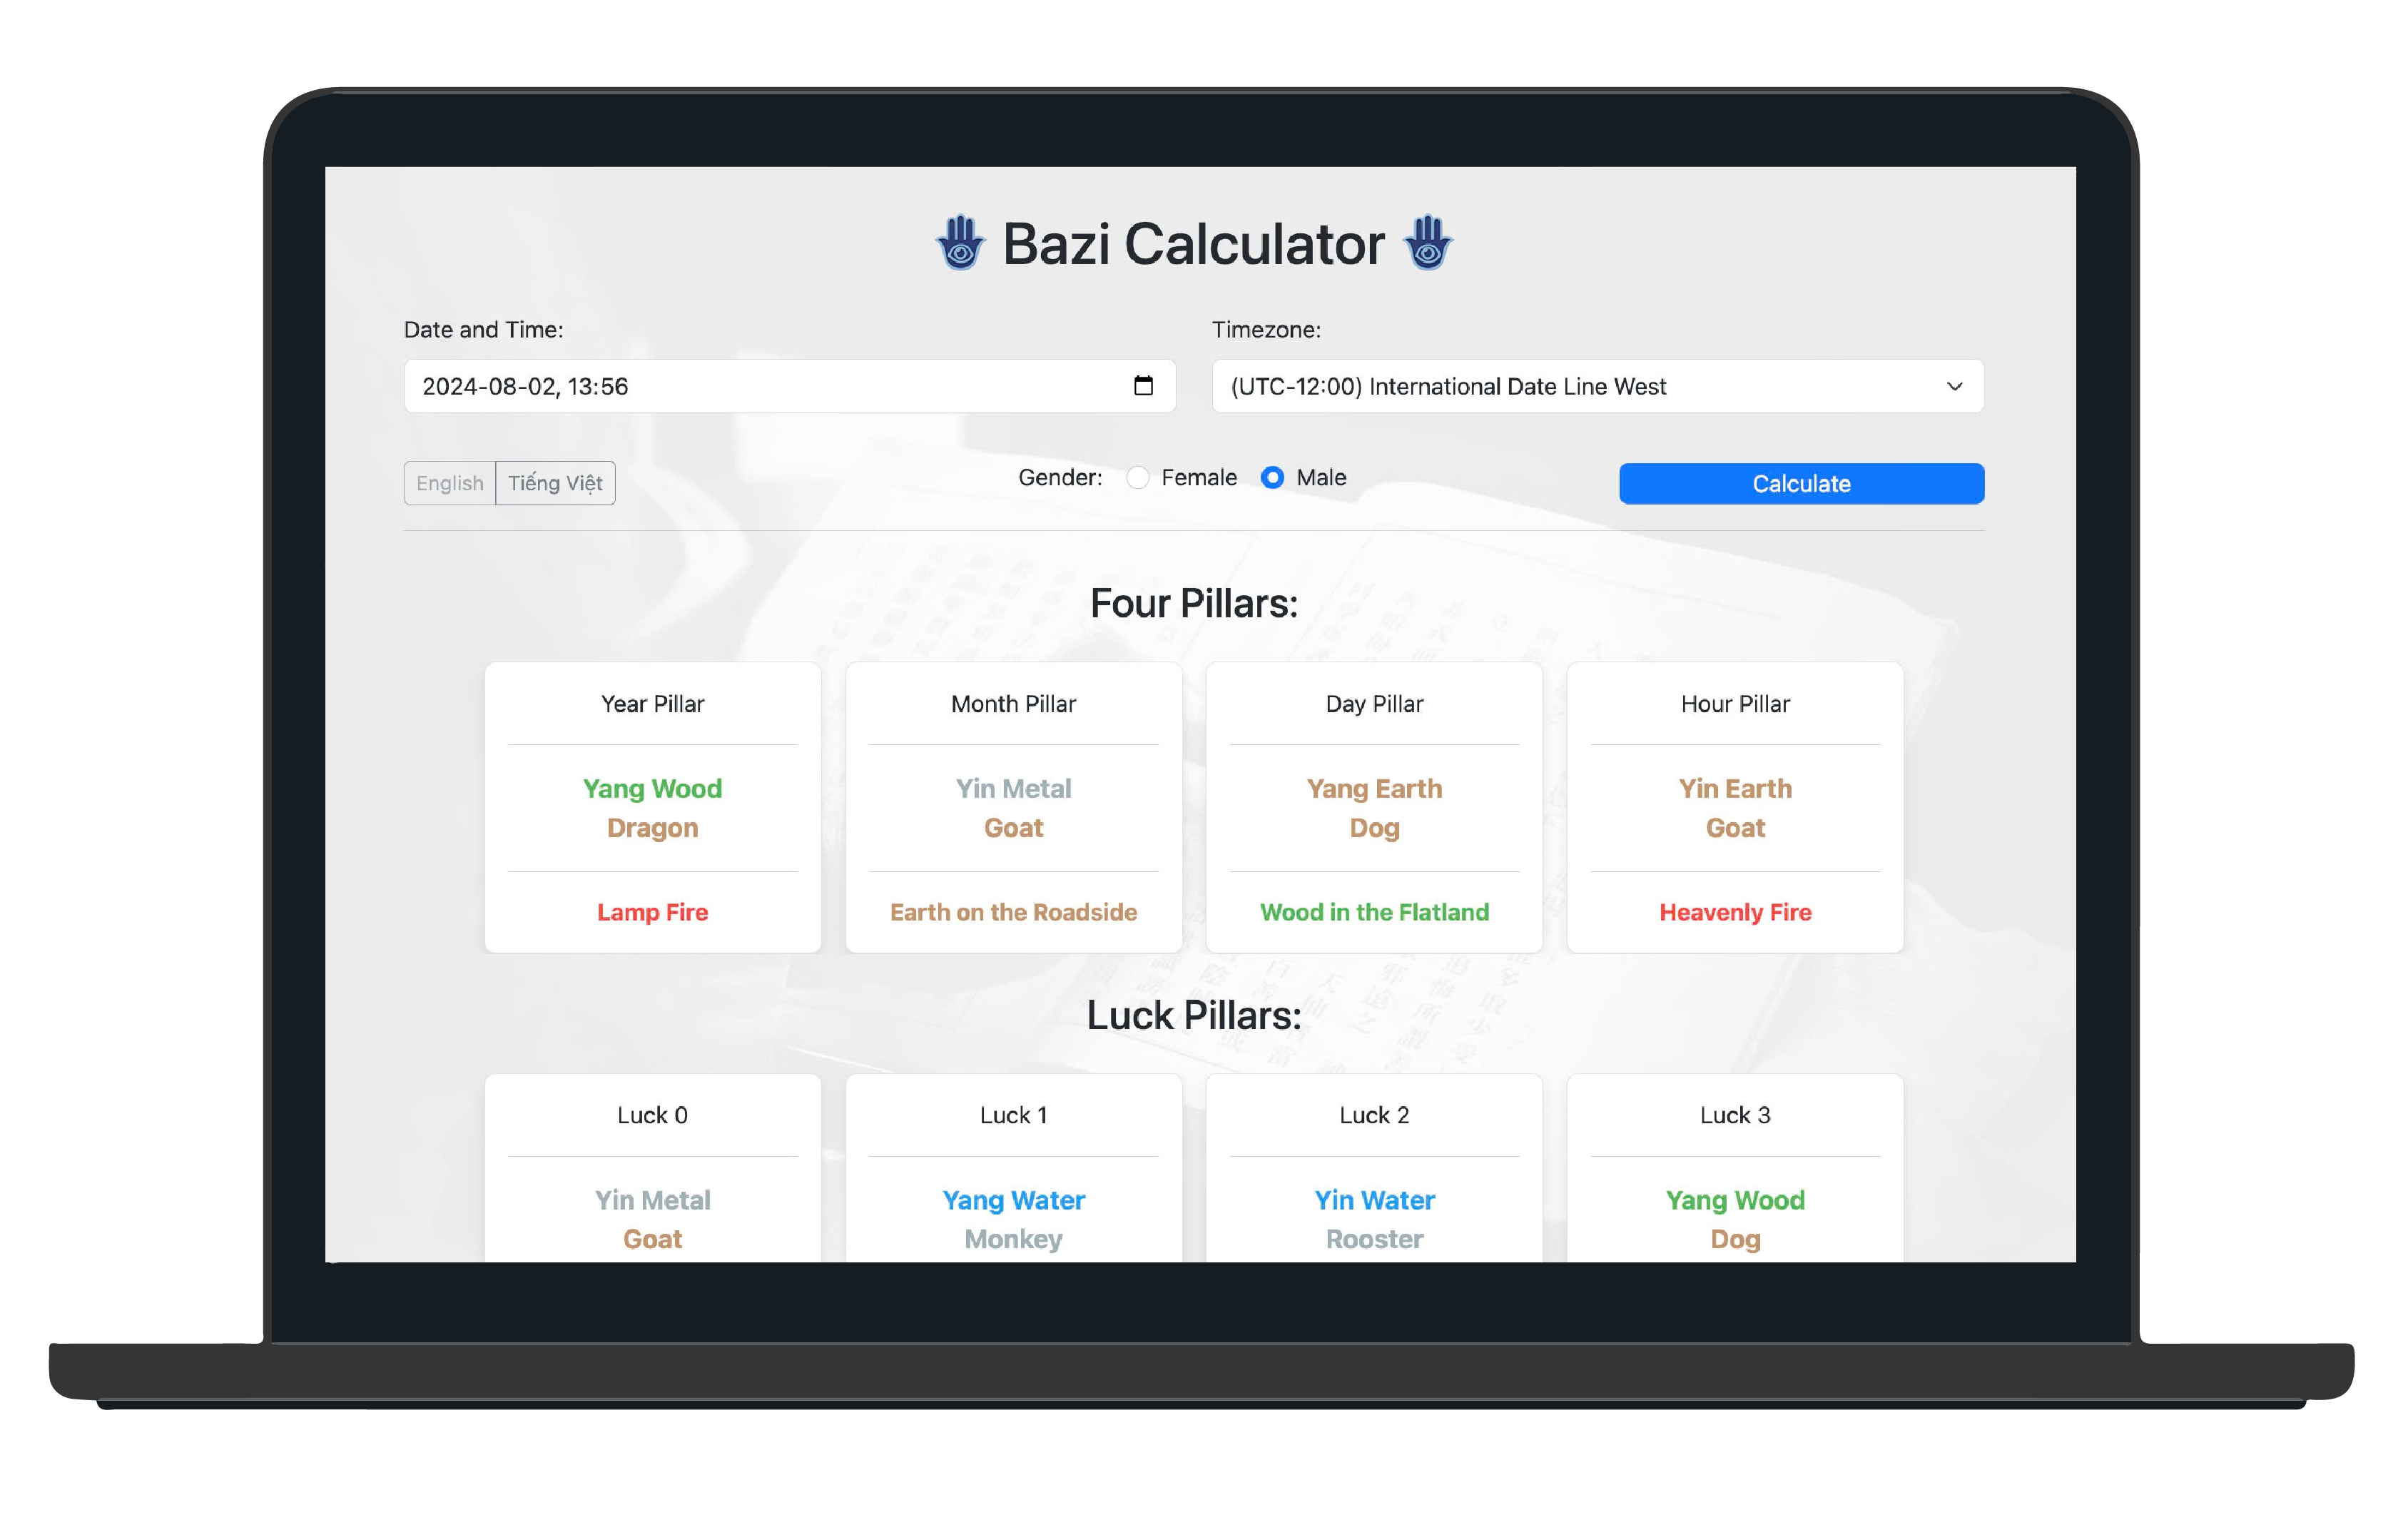 Bazi Calculator
Date and Time:
Timezone:
2024-08-02, 13:56
(UTC-12:00) International Date Line West
English
Tiếng Việt
Gender:
Female
Male
Calculate
Four Pillars:
Year Pillar
Yang Wood
Dragon
Lamp Fire
Month Pillar
Yin Metal
Goat
Earth on the Roadside
Day Pillar
Yang Earth
Dog
Wood in the Flatland
Hour Pillar
Yin Earth
Goat
Heavenly Fire
Luck Pillars:
Luck 0
Yin Metal
Goat
Luck 1
Yang Water
Monkey
Luck 2
Yin Water
Rooster
Luck 3
Yang Wood
Dog